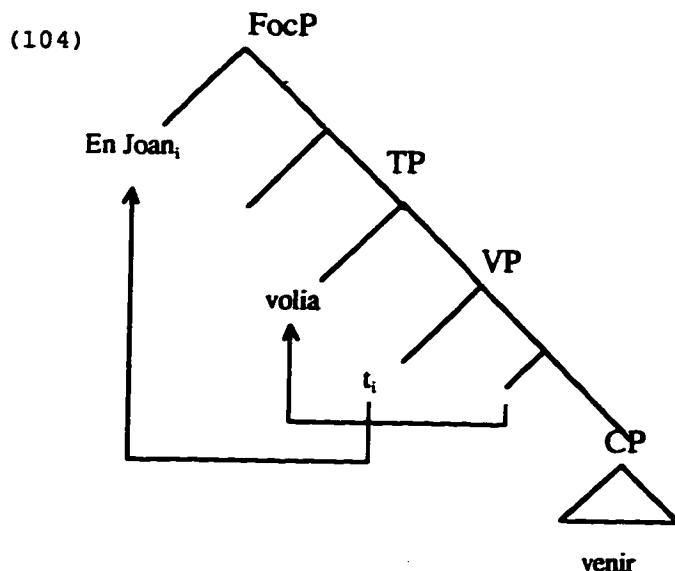 (104)
FocP
En Joanᵢ
TP
VP
volia
tᵢ
CP
venir